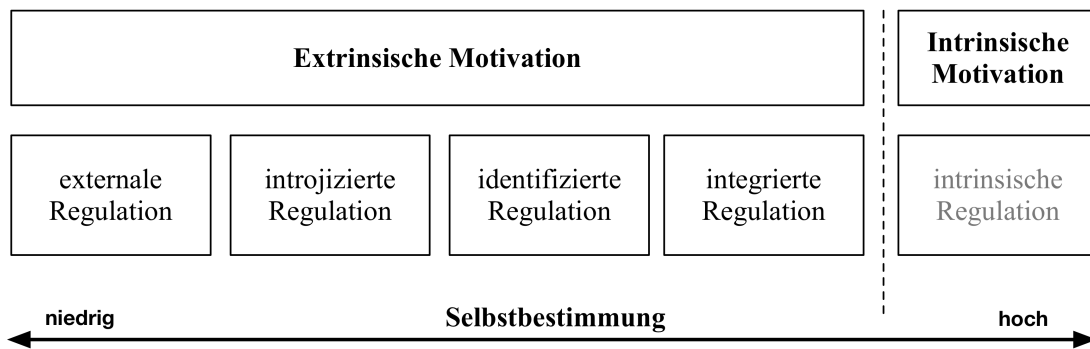 Extrinsische Motivation
Intrinsische
Motivation
externale
Regulation
introjizierte
Regulation
identifizierte
Regulation
integrierte
Regulation
intrinsische
Regulation
niedrig
Selbstbestimmung
hoch